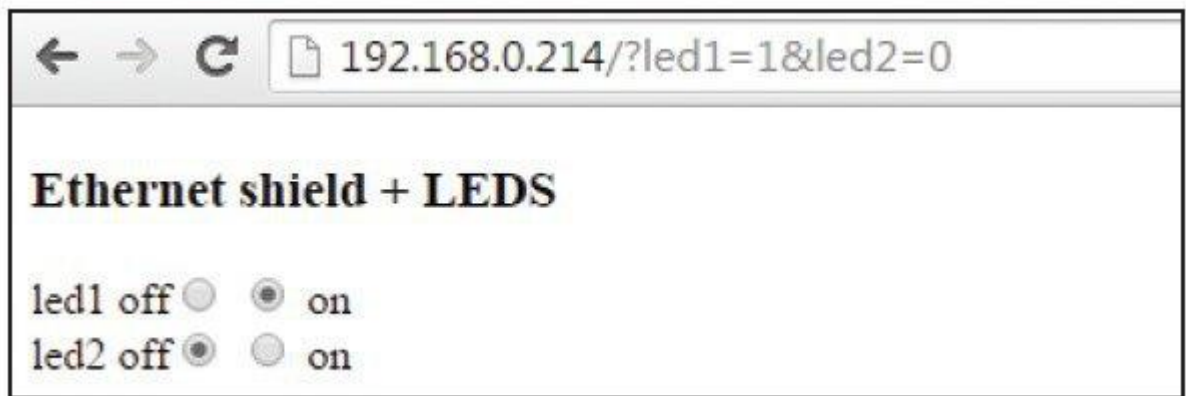 192.168.0.214/?led1=1&led2=0
Ethernet shield + LEDS
led1 off on
led2 off on